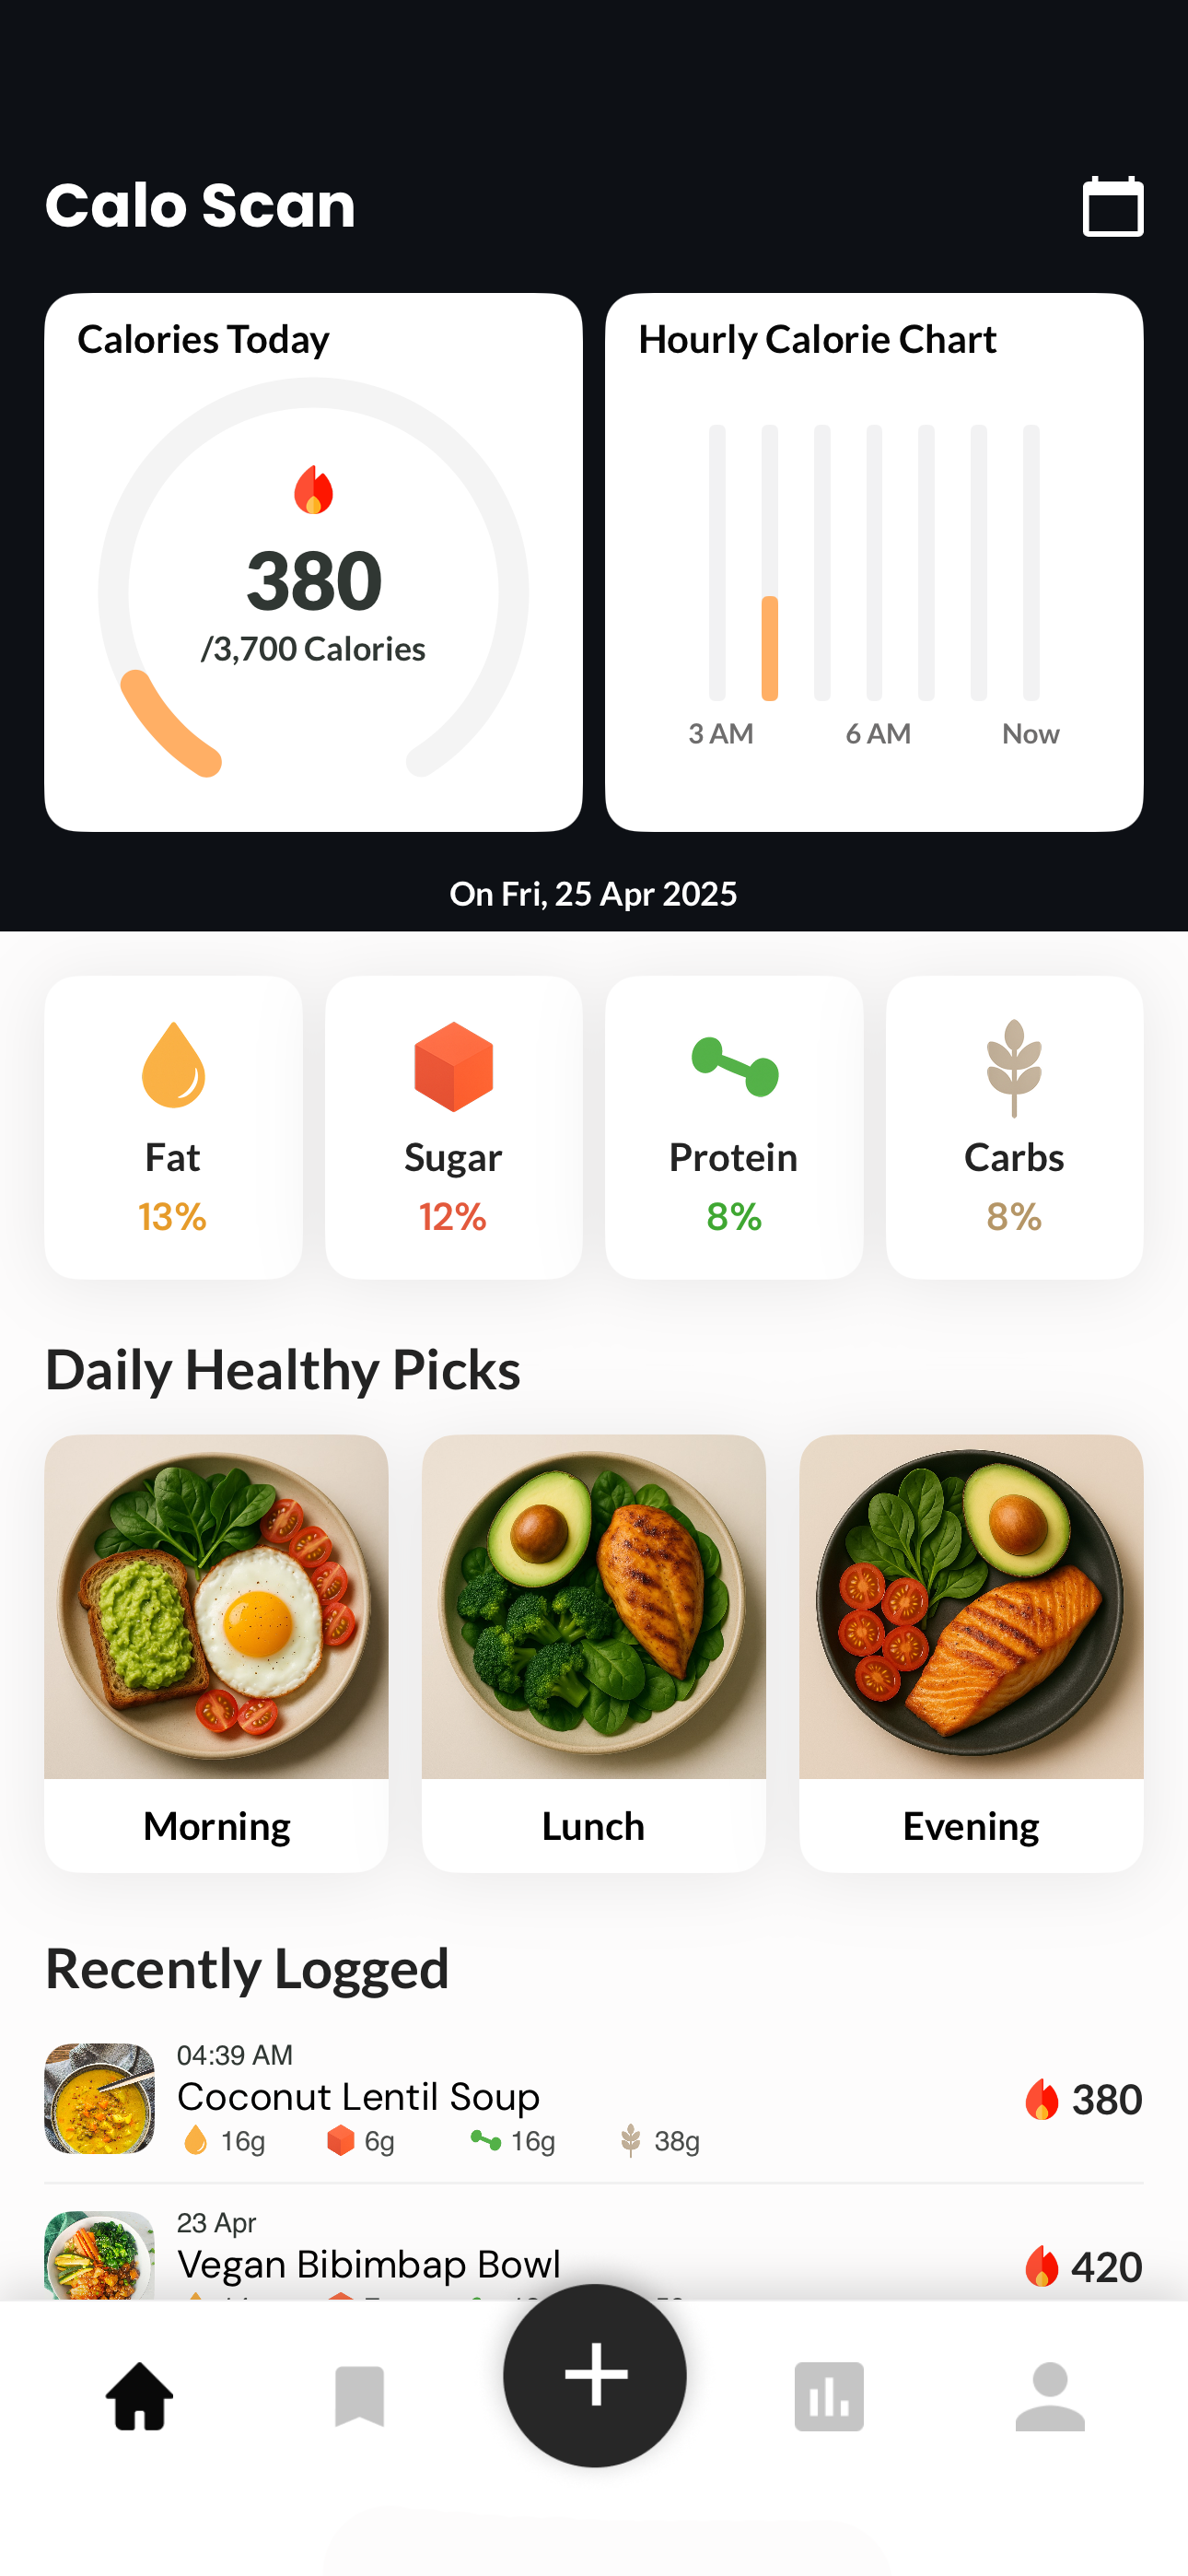 Calo Scan
Calories Today
380
/3,700 Calories
Hourly Calorie Chart
3 AM
6 AM
Now
On Fri, 25 Apr 2025
Fat
13%
Sugar
12%
Protein
8%
Carbs
8%
Daily Healthy Picks
Morning
Lunch
Evening
Recently Logged
04:39 AM
Coconut Lentil Soup
16g
6g
16g
38g
380
23 Apr
Vegan Bibimbap Bowl
420